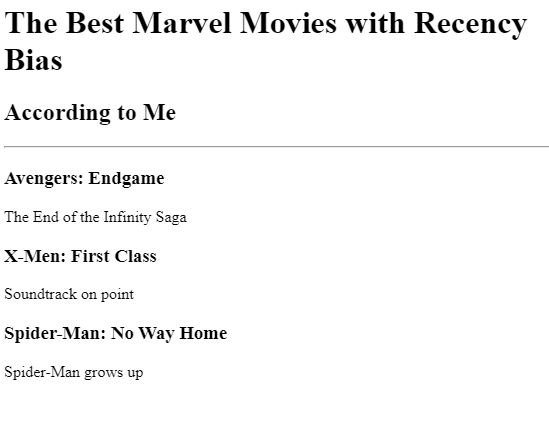 The Best Marvel Movies with Recency
Bias
According to Me
Avengers: Endgame
The End of the Infinity Saga
X-Men: First Class
Soundtrack on point
Spider-Man: No Way Home
Spider-Man grows up